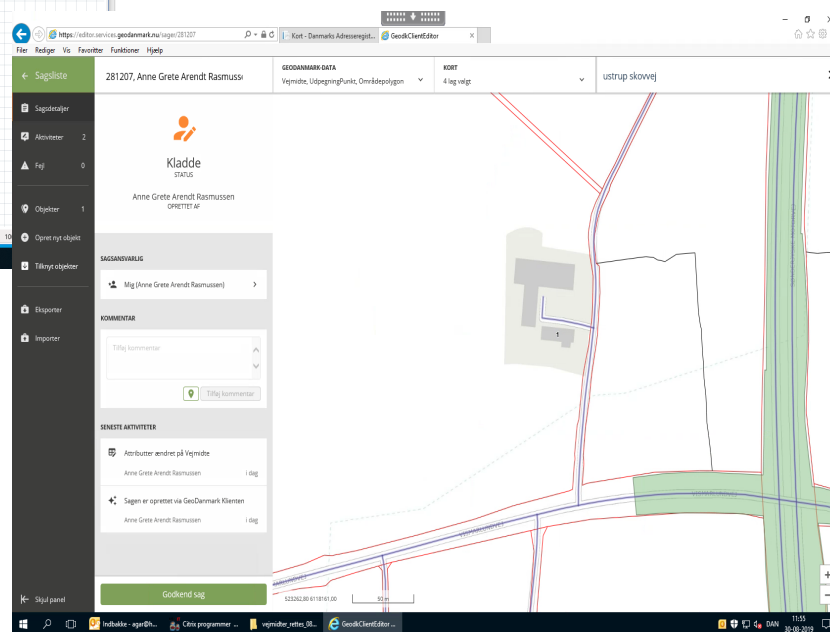 https://editor.services.geodanmark.nu/sager/281207
Kort - Danmarks Adresseregist...
GeodkClientEditor
Filer Rediger Vis Favoritter Funktioner Hjælp
Sagsliste
281207, Anne Grete Arendt Rasmuss
GEODANMARK-DATA
Vejmidte, UdpegningPunkt, Områdepolygon
KORT
4 lag valgt
ustrup skovvej
Sagsdetaljer
Aktiviteter 2
Fejl 0
Objekter 1
Opret nyt objekt
Tilknyt objekter
Eksporter
Importer
Skjul panel
Kladde
STATUS
Anne Grete Arendt Rasmussen
OPRETTET AF
SAGSANSVARLIG
Mig (Anne Grete Arendt Rasmussen)
KOMMENTAR
Tilføj kommentar
Tilføj kommentar
SENESTE AKTIVITETER
Attributter ændret på Vejmidte
Anne Grete Arendt Rasmussen i dag
Sagen er oprettet via GeoDanmark Klienten
Anne Grete Arendt Rasmussen i dag
Godkend sag
1
523262,80 6118161,00
50 m
Indbakke - agar@h...
Citrix programmer ...
vejmidter_rettes_08...
GeodkClientEditor ...
DAN
11:55
30-08-2019